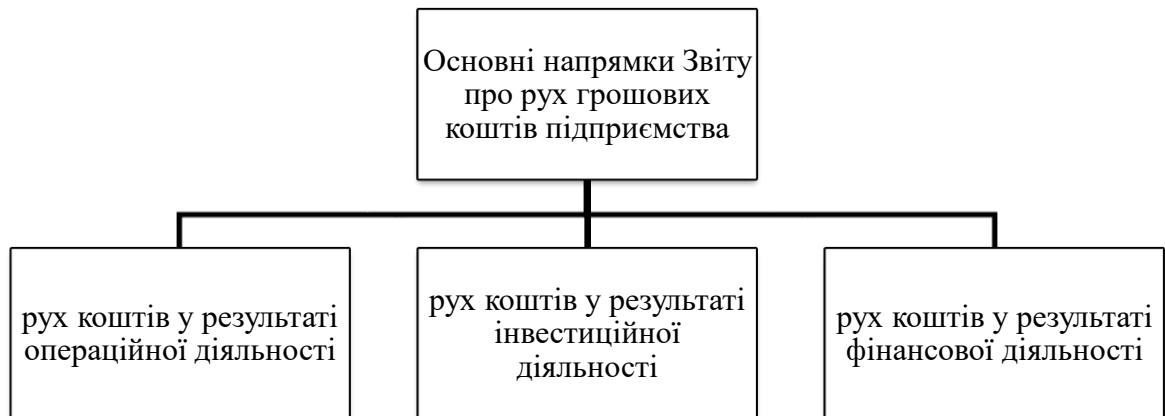 Основні напрямки Звіту
про рух грошових
коштів підприємства
рух коштів у результаті
операційної діяльності
рух коштів у результаті
інвестиційної
діяльності
рух коштів у результаті
фінансової діяльності